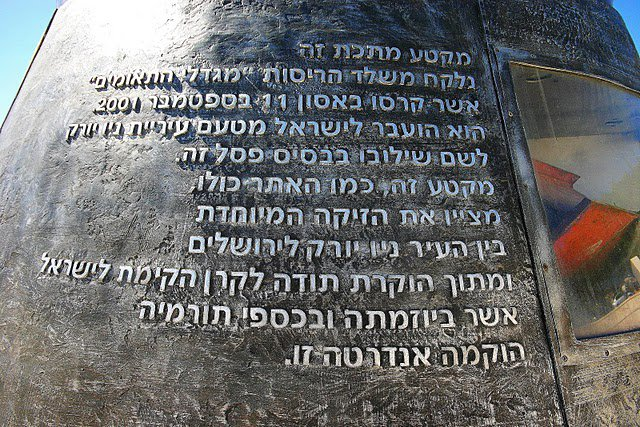 מקטע מתכת זה
נלקח משלד הריסות "מגדלי התאומים"
אשר קרסו באסון 11 בספטמבר 2001
הוא הועבר לישראל מטעם עיריית ניו יורק
לשם שילובו בבסיס פסל זה.
מקטע זה, כמו האתר כולו,
מציין את הזיקה המיוחדת
בין העיר ניו יורק לירושלים
ומתוך הוקרת תודה לקרן הקימת לישראל
אשר ביוזמתה ובכספי תורמיה
הוקמה אנדרטה זו.